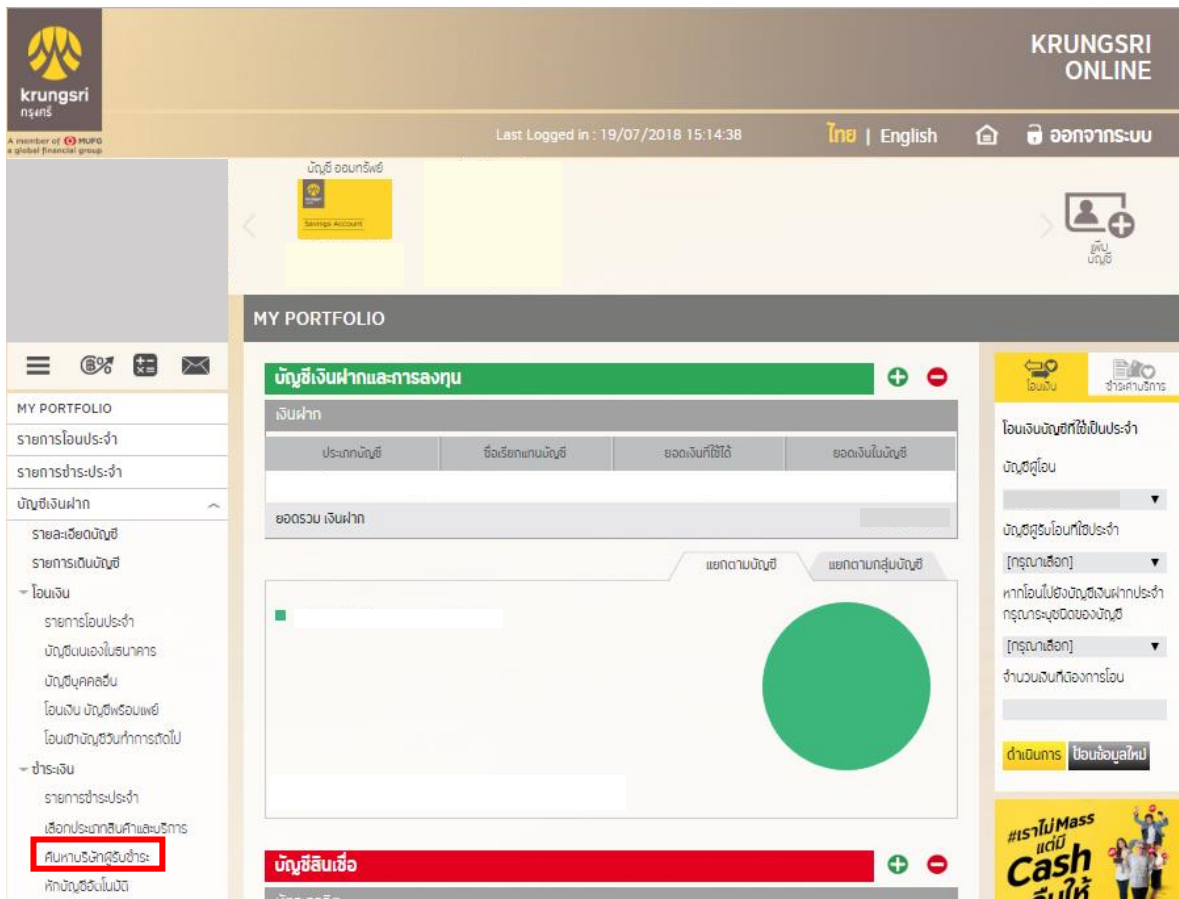 krungsri
กรุงศรี
A member of MUFG
a global financial group
KRUNGSRI
ONLINE
Last Logged in : 19/07/2018 15:14:38
ไทย | English
ออกจากระบบ
บัญชี ออมทรัพย์
Savings Account
เพิ่ม
บัญชี
MY PORTFOLIO
MY PORTFOLIO
รายการโอนประจำ
รายการชำระประจำ
บัญชีเงินฝาก
รายละเอียดบัญชี
รายการเดินบัญชี
โอนเงิน
รายการโอนประจำ
บัญชีตนเองในธนาคาร
บัญชีบุคคลอื่น
โอนเงิน บัญชีพร้อมเพย์
โอนเข้าบัญชีวันทำการถัดไป
ชำระเงิน
รายการชำระประจำ
เลือกประเภทสินค้าและบริการ
ค้นหาบริษัทผู้รับชำระ
หักบัญชีอัตโนมัติ
บัญชีเงินฝากและการลงทุน
เงินฝาก
ประเภทบัญชี ชื่อเรียกแทนบัญชี ยอดเงินที่ใช้ได้ ยอดเงินในบัญชี
ยอดรวม เงินฝาก
แยกตามบัญชี แยกตามกลุ่มบัญชี
บัญชีสินเชื่อ
โอนเงิน ชำระค่าบริการ
โอนเงินบัญชีที่ใช้เป็นประจำ
บัญชีผู้โอน
บัญชีผู้รับโอนที่ใช้ประจำ
[กรุณาเลือก]
หากโอนไปยังบัญชีเงินฝากประจำ
กรุณาระบุชนิดของบัญชี
[กรุณาเลือก]
จำนวนเงินที่ต้องการโอน
ดำเนินการ ป้อนข้อมูลใหม่
#เราไม่Mass
แต่มี
Cash
คืนให้